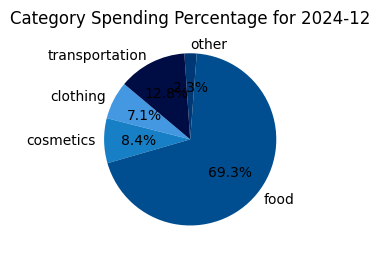 Category Spending Percentage for 2024-12
other
2.3%
transportation
12.8%
clothing
7.1%
cosmetics
8.4%
food
69.3%